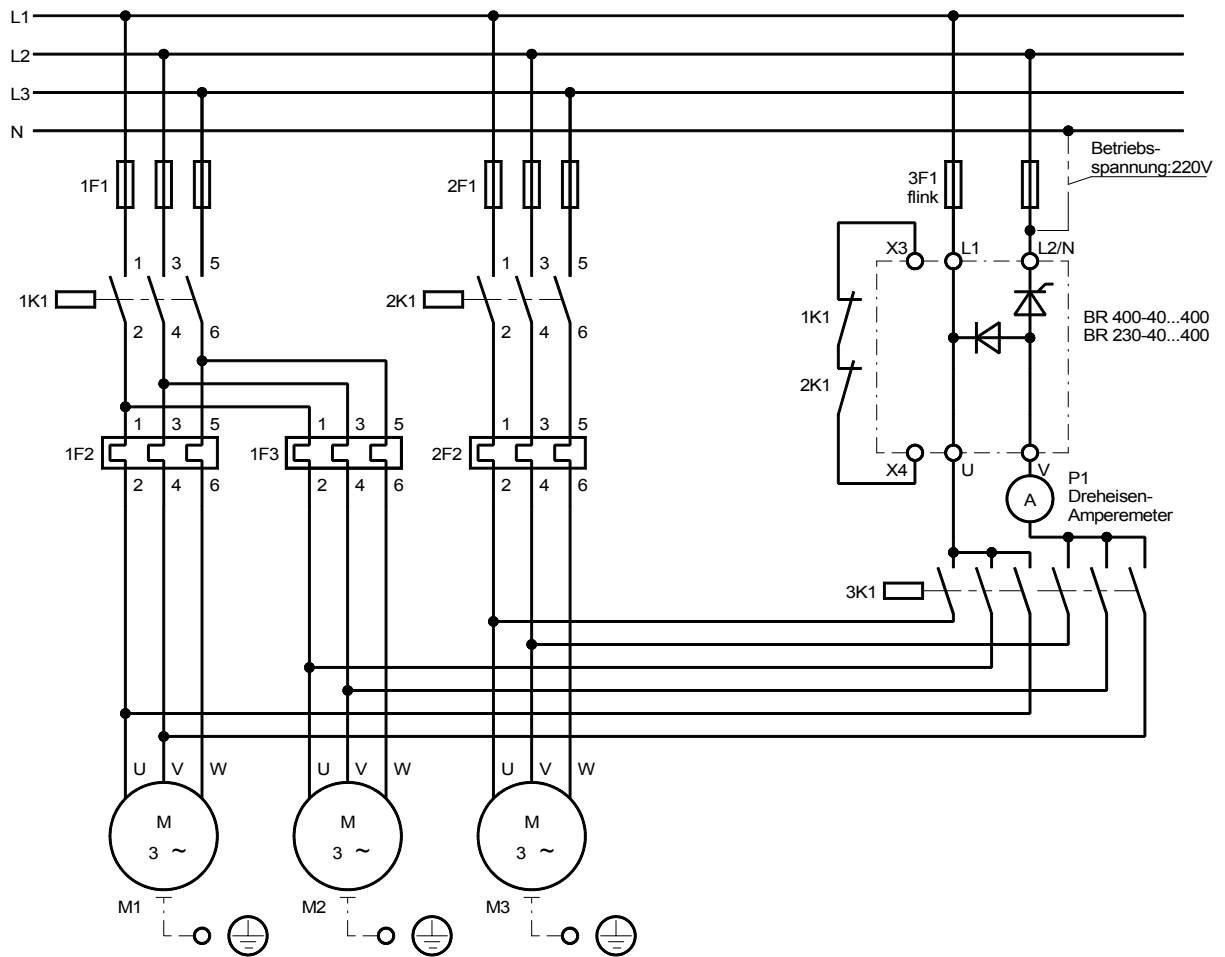 L1
L2
L3
N
Betriebs-
spannung:220V
1F1
2F1
3F1
flink
X3
L1
L2/N
1 3 5
1 3 5
1K1
2K1
2 4 6
2 4 6
1K1
2K1
BR 400-40...400
BR 230-40...400
1 3 5
1 3 5
1 3 5
1F2
1F3
2F2
2 4 6
2 4 6
2 4 6
X4
U
V
A
P1
Dreheisen-
Amperemeter
3K1
U V W
U V W
U V W
M
3 ~
M
3 ~
M
3 ~
M1
M2
M3